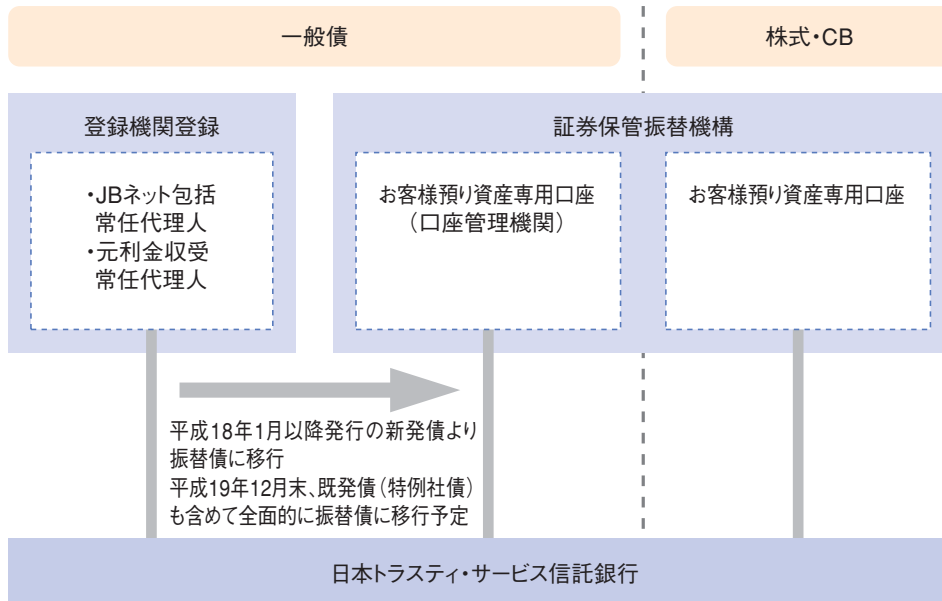 一般債
株式・CB
登録機関登録
・JBネット包括
常任代理人
・元利金収受
常任代理人
証券保管振替機構
お客様預り資産専用口座
（口座管理機関）
お客様預り資産専用口座
平成18年1月以降発行の新発債より
振替債に移行
平成19年12月末、既発債（特例社債）
も含めて全面的に振替債に移行予定
日本トラスティ・サービス信託銀行